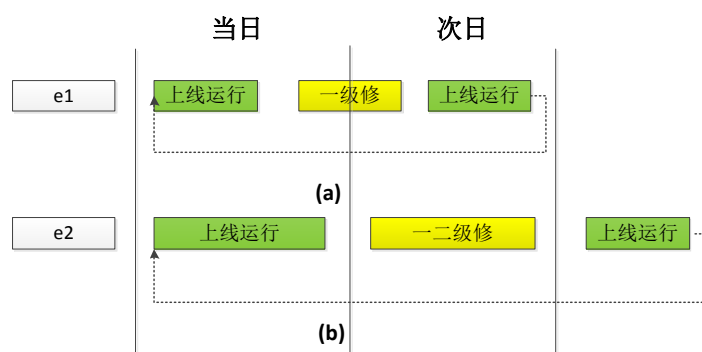 当日 次日
e1 上线运行 一级修 上线运行
(a)
e2 上线运行 一二级修 上线运行
(b)